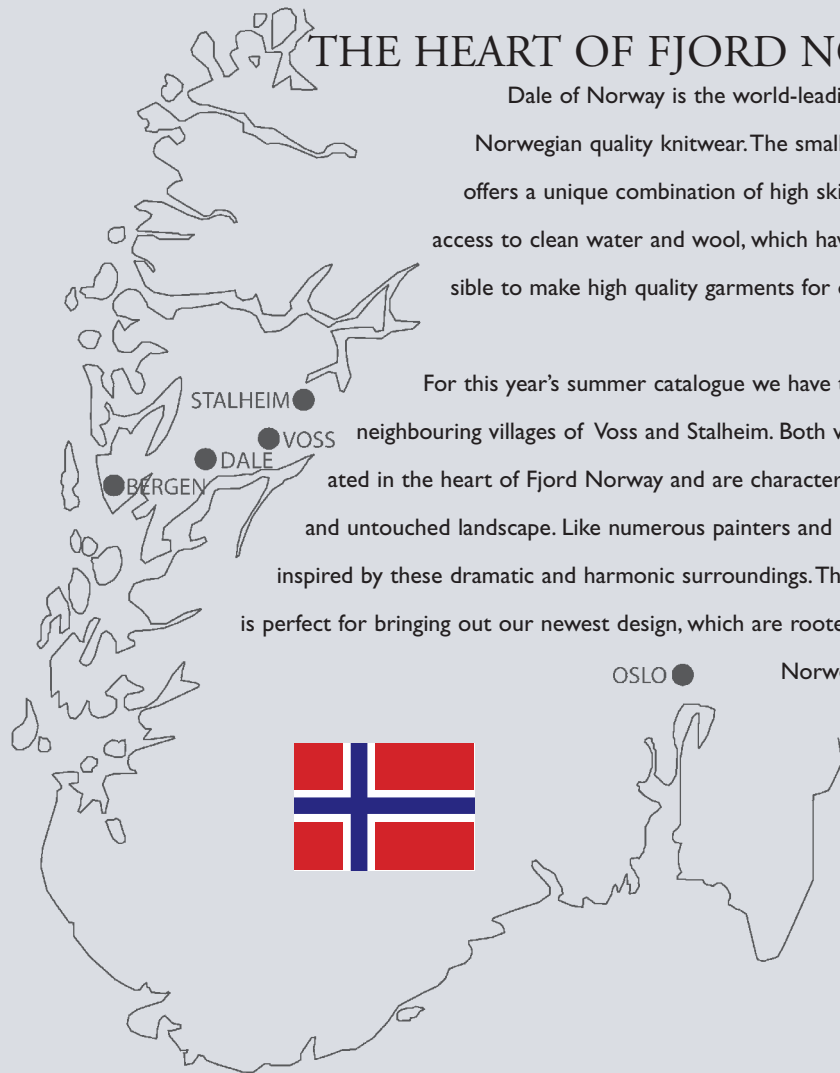 THE HEART OF FJORD NO
Dale of Norway is the world-leadi
Norwegian quality knitwear. The small
offers a unique combination of high ski
access to clean water and wool, which hav
sible to make high quality garments for
For this year's summer catalogue we have
neighbouring villages of Voss and Stalheim. Both v
ated in the heart of Fjord Norway and are character
and untouched landscape. Like numerous painters and
inspired by these dramatic and harmonic surroundings. Th
is perfect for bringing out our newest design, which are roote
Norwe
STALHEIM
VOSS
DALE
BERGEN
OSLO